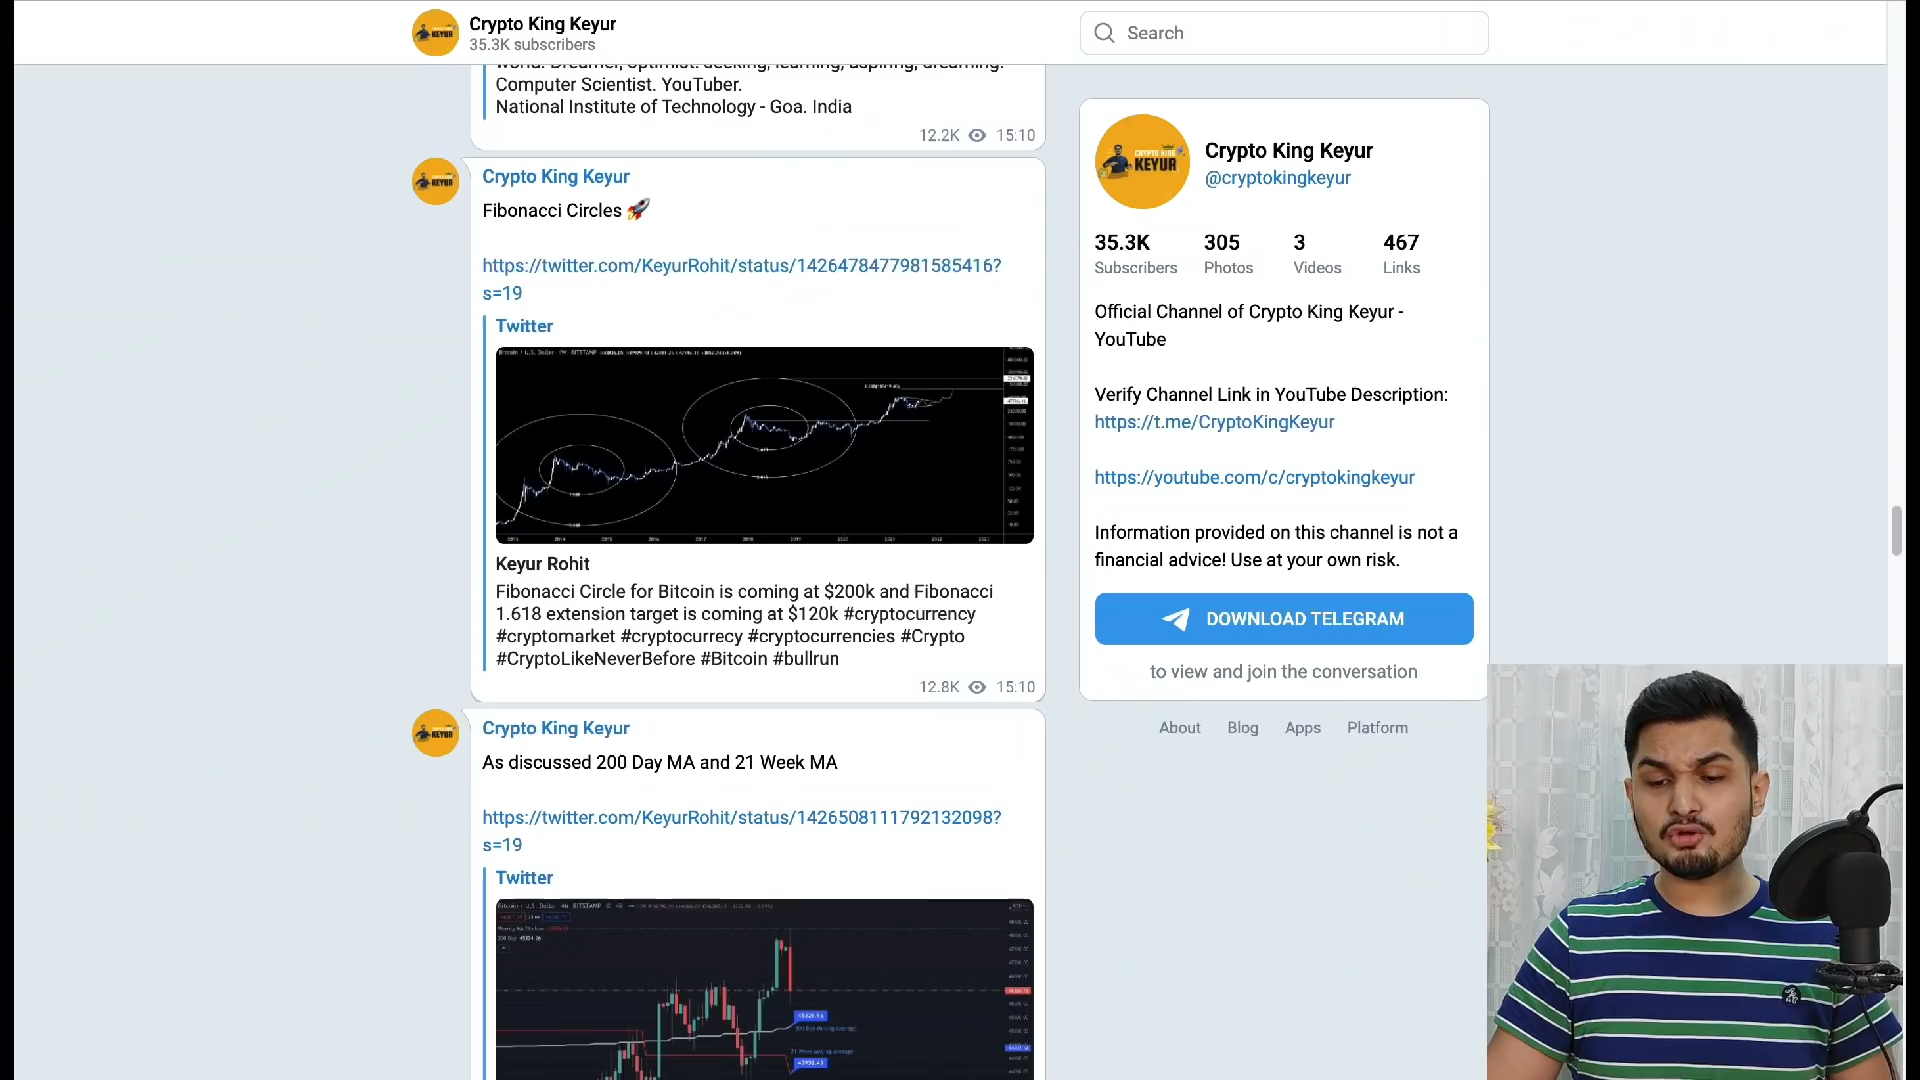 Crypto King Keyur
35.3K subscribers
Search
Computer Scientist. YouTuber.
National Institute of Technology - Goa. India
12.2K 15:10
Crypto King Keyur
Fibonacci Circles 🚀
https://twitter.com/KeyurRohit/status/1426478477981585416?
s=19
Twitter
Keyur Rohit
Fibonacci Circle for Bitcoin is coming at $200k and Fibonacci
1.618 extension target is coming at $120k #cryptocurrency
#cryptomarket #cryptocurrecy #cryptocurrencies #Crypto
#CryptoLikeNeverBefore #Bitcoin #bullrun
12.8K 15:10
Crypto King Keyur
As discussed 200 Day MA and 21 Week MA
https://twitter.com/KeyurRohit/status/1426508111792132098?
s=19
Twitter
CRYPTO KING
KEYUR
Crypto King Keyur
@cryptokingkeyur
35.3K 305 3 467
Subscribers Photos Videos Links
Official Channel of Crypto King Keyur -
YouTube
Verify Channel Link in YouTube Description:
https://t.me/CryptoKingKeyur
https://youtube.com/c/cryptokingkeyur
Information provided on this channel is not a
financial advice! Use at your own risk.
DOWNLOAD TELEGRAM
to view and join the conversation
About Blog Apps Platform